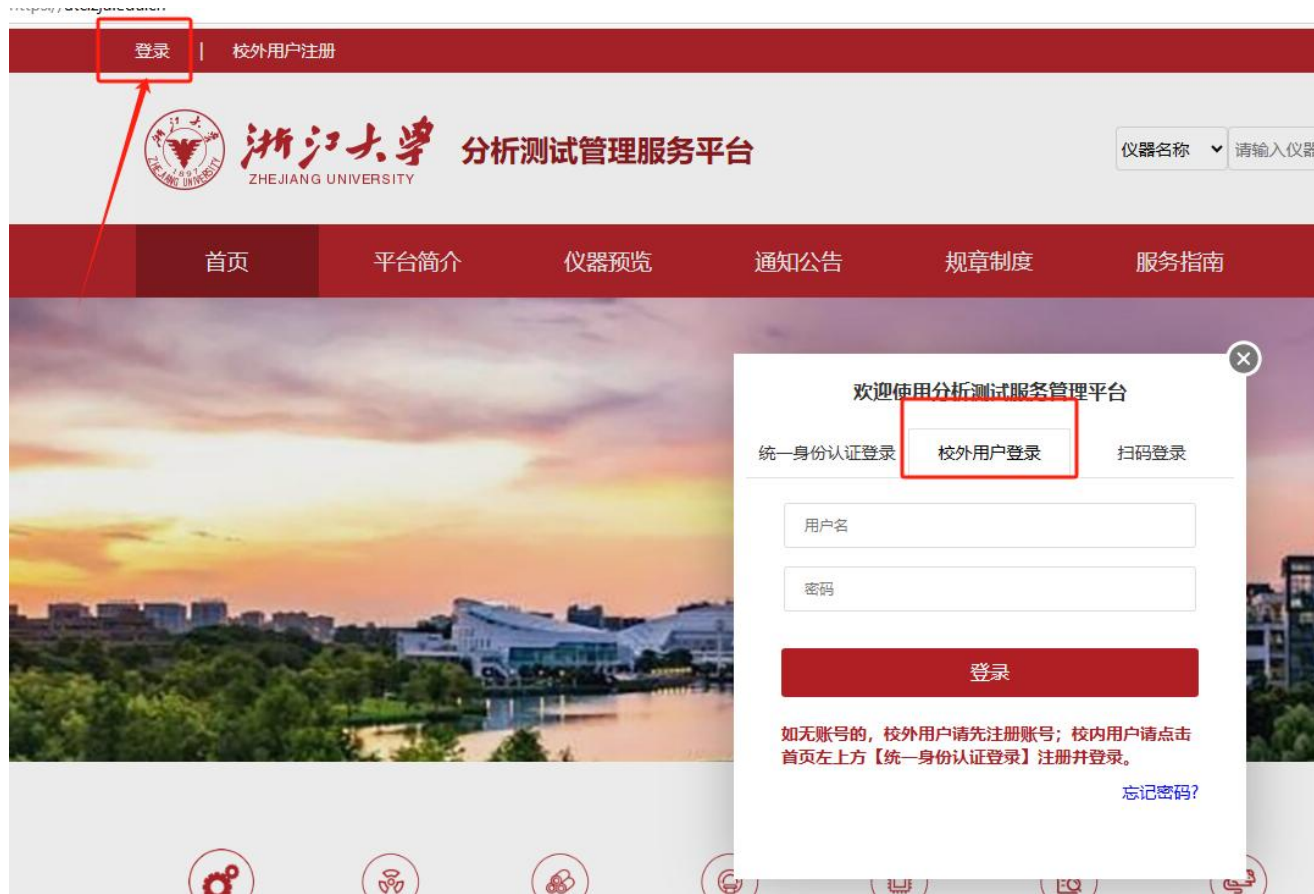 登录 | 校外用户注册
浙江大学 分析测试管理服务平台
ZHEJIANG UNIVERSITY
仪器名称 请输入仪器
首页 平台简介 仪器预览 通知公告 规章制度 服务指南
欢迎使用分析测试服务管理平台
统一身份认证登录 校外用户登录 扫码登录
用户名
密码
登录
如无账号的，校外用户请先注册账号；校内用户请点击
首页左上方【统一身份认证登录】注册并登录。
忘记密码?